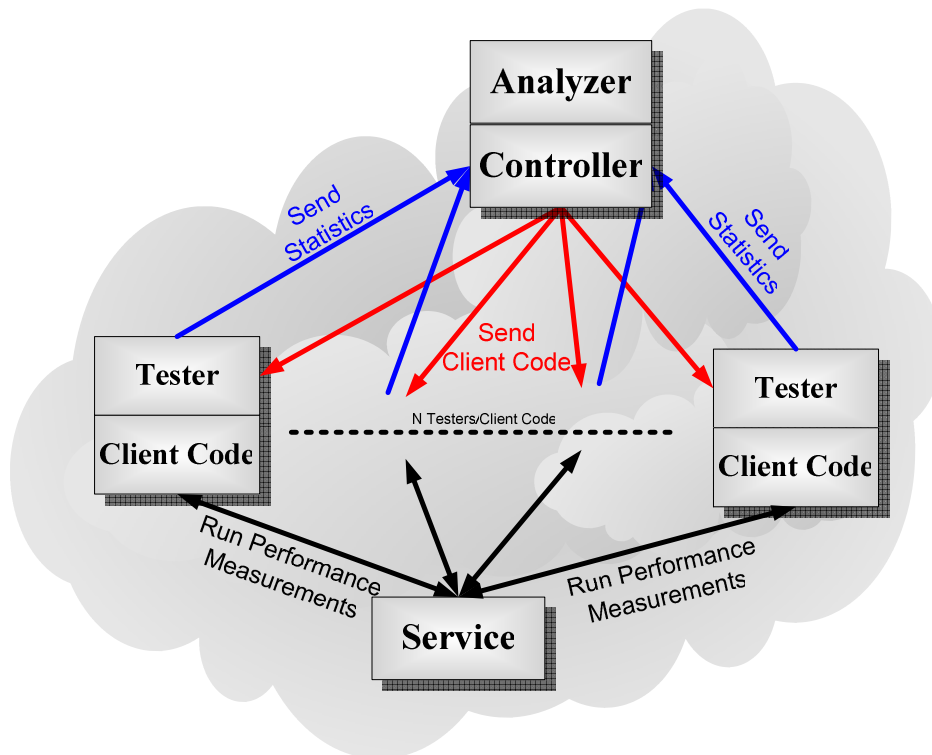 Analyzer
Controller
Send
Statistics
Send
Statistics
Send
Client Code
Tester
Client Code
N Testers/Client Code
Tester
Client Code
Run Performance
Measurements
Run Performance
Measurements
Service